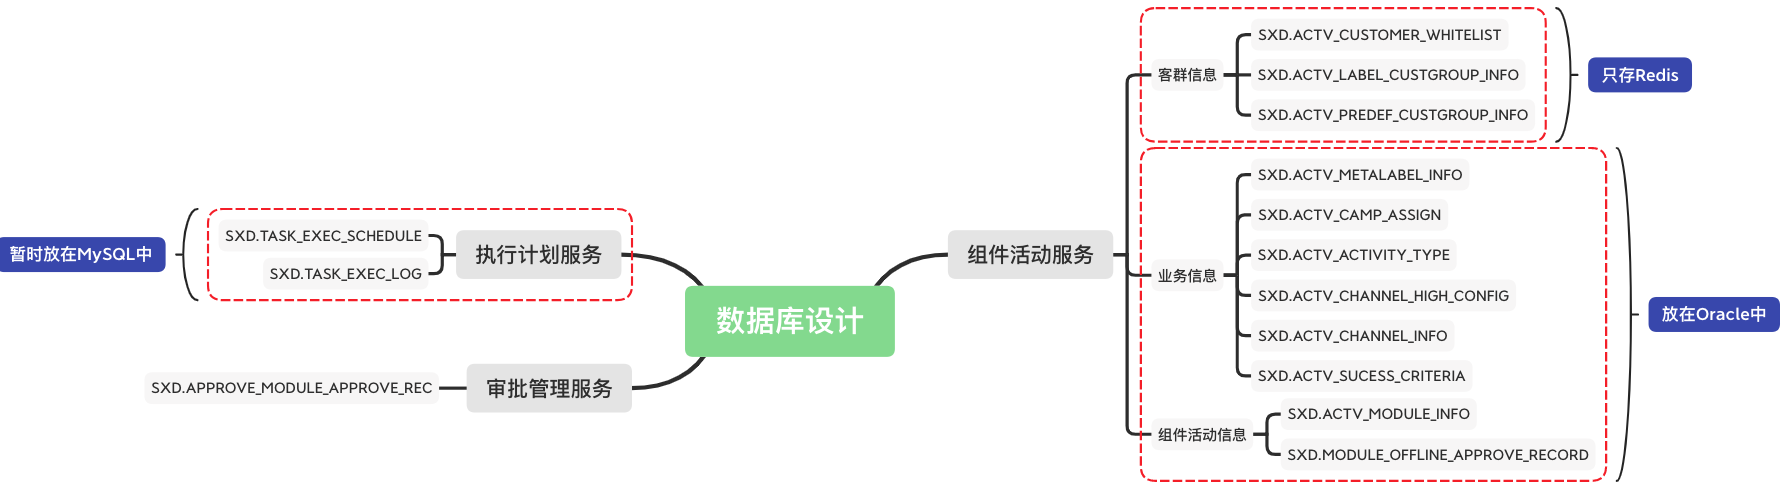 数据库设计
执行计划服务
SXD.TASK_EXEC_SCHEDULE
SXD.TASK_EXEC_LOG
暂时放在MySQL中
审批管理服务
SXD.APPROVE_MODULE_APPROVE_REC
组件活动服务
客群信息
SXD.ACTV_CUSTOMER_WHITELIST
SXD.ACTV_LABEL_CUSTGROUP_INFO
SXD.ACTV_PREDEF_CUSTGROUP_INFO
只存Redis
业务信息
SXD.ACTV_METALABEL_INFO
SXD.ACTV_CAMP_ASSIGN
SXD.ACTV_ACTIVITY_TYPE
SXD.ACTV_CHANNEL_HIGH_CONFIG
SXD.ACTV_CHANNEL_INFO
SXD.ACTV_SUCESS_CRITERIA
组件活动信息
SXD.ACTV_MODULE_INFO
SXD.MODULE_OFFLINE_APPROVE_RECORD
放在Oracle中